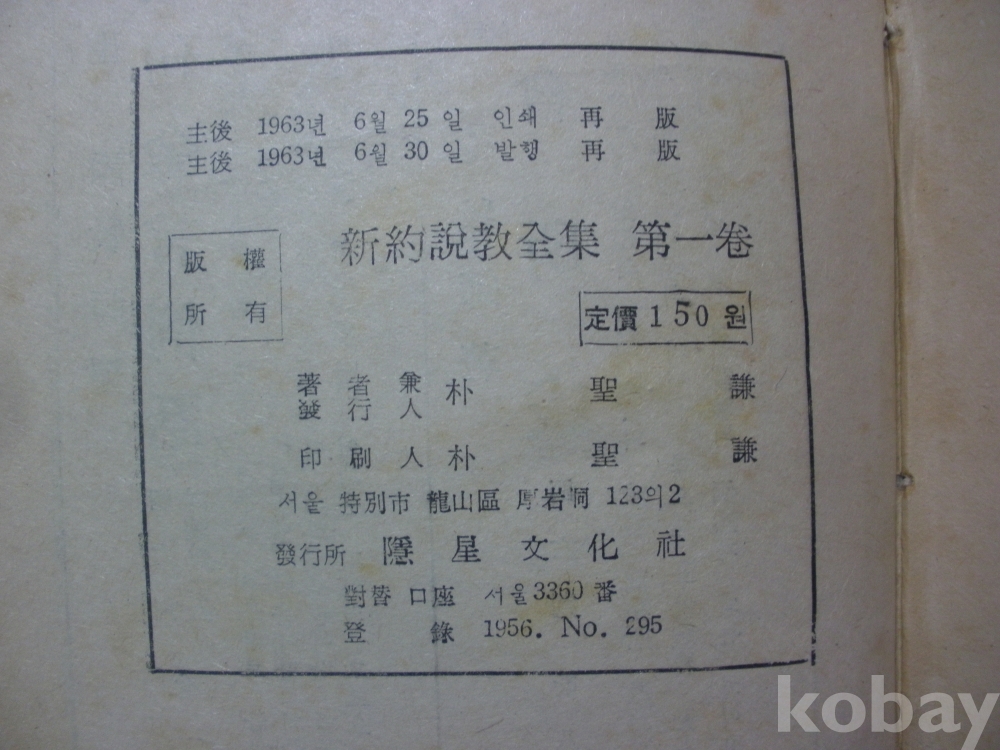 主後 1963년 6월 25일 인쇄 再版
主後 1963년 6월 30일 발행 再版
新約說敎全集 第一卷
版權
所有
定價 150원
著者兼
發行人 朴聖謙
印刷人 朴聖謙
서울 特別市 龍山區 厚岩洞 123의2
發行所 隱星文化社
對替 口座 서울 3360番
登錄 1956. No. 295
kobay